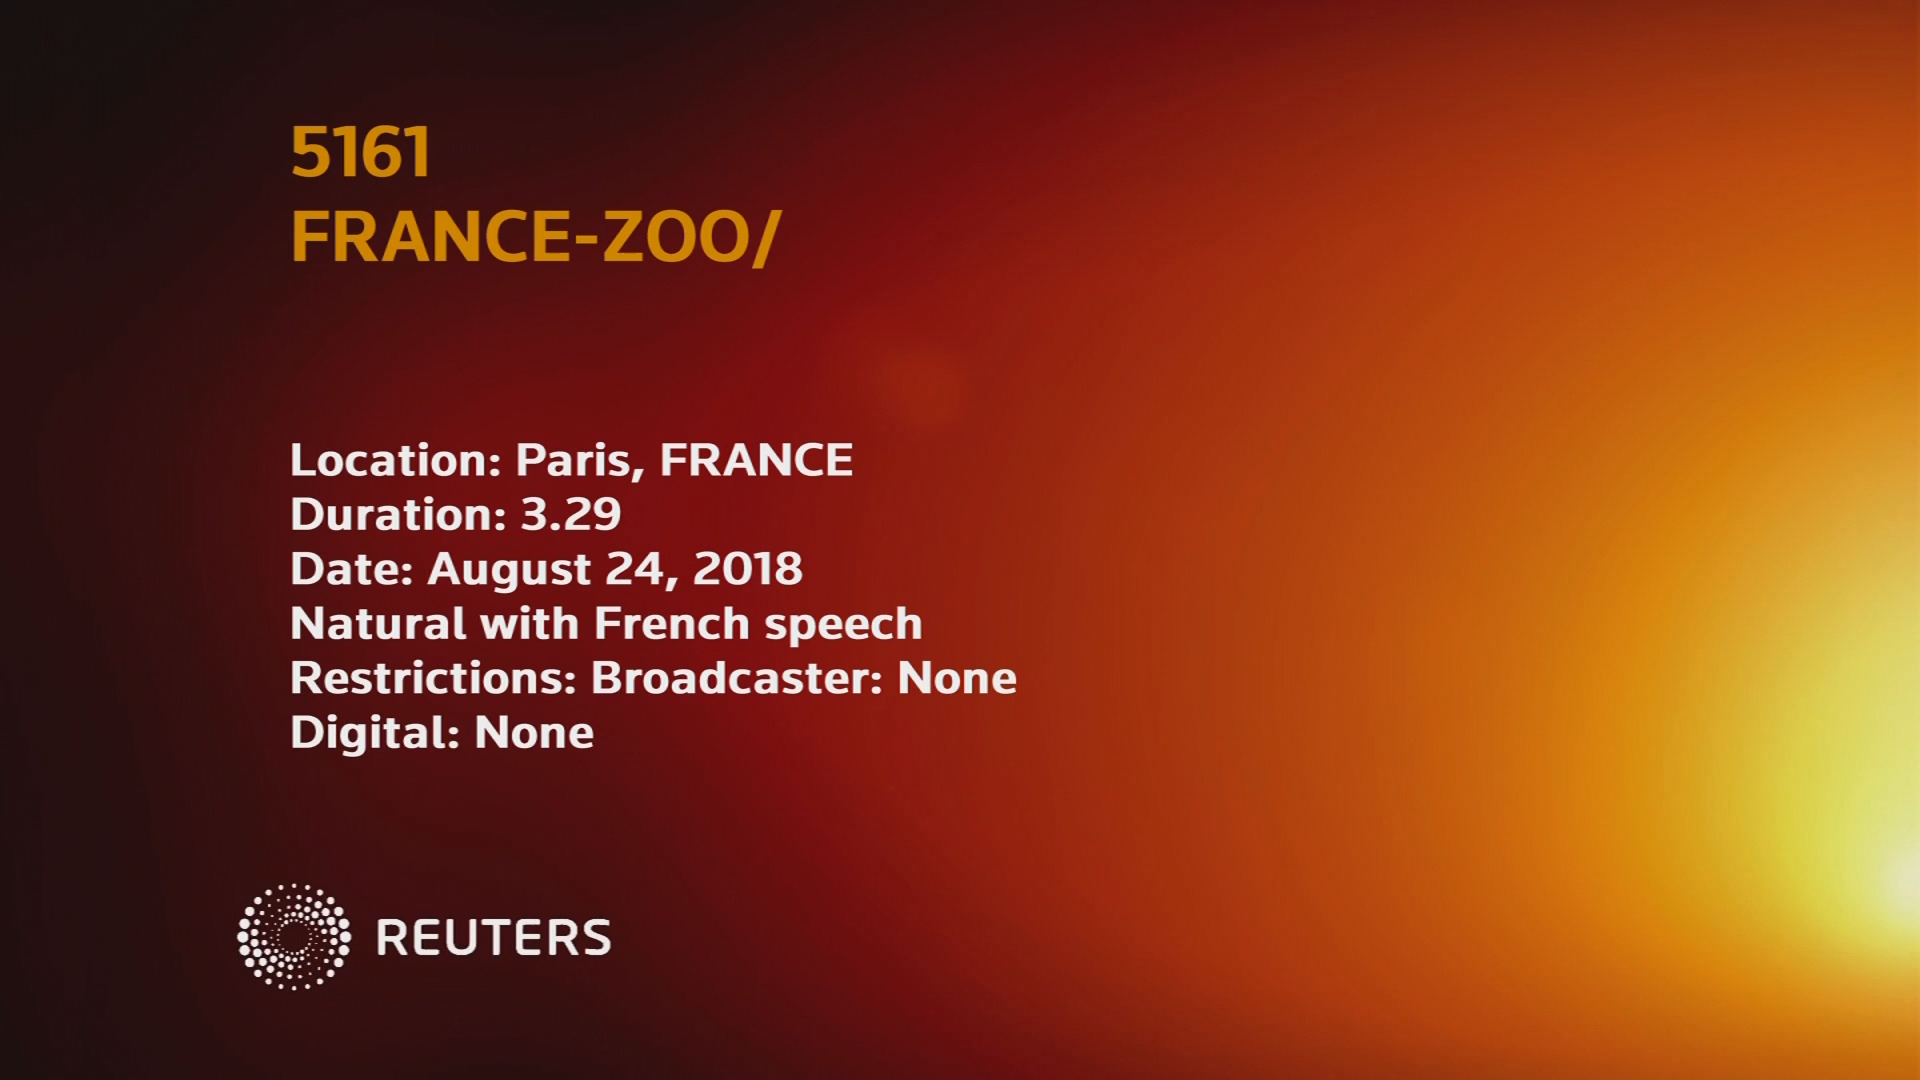 5161
FRANCE-ZOO/
Location: Paris, FRANCE
Duration: 3.29
Date: August 24, 2018
Natural with French speech
Restrictions: Broadcaster: None
Digital: None
REUTERS